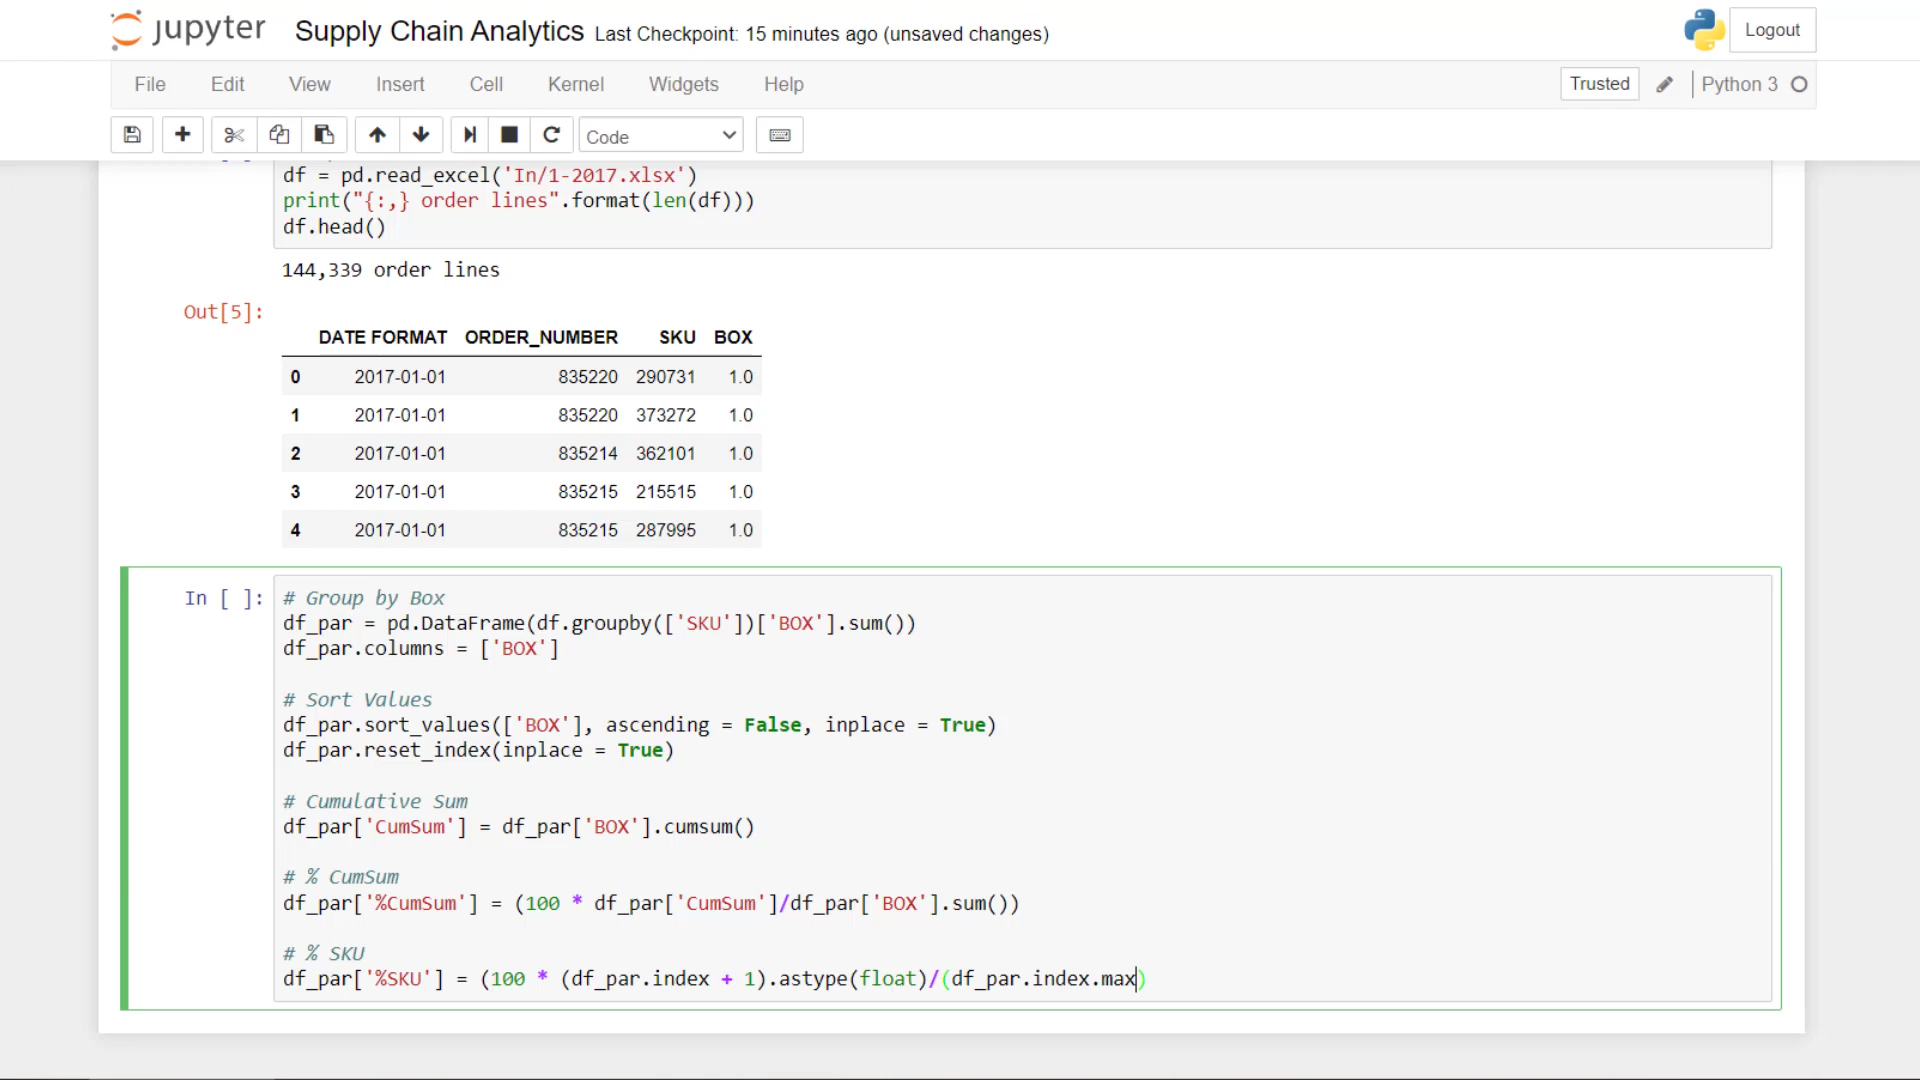 jupyter Supply Chain Analytics Last Checkpoint: 15 minutes ago (unsaved changes) Logout
File Edit View Insert Cell Kernel Widgets Help Trusted Python 3
Code
df = pd.read_excel('In/1-2017.xlsx')
print("{:,} order lines".format(len(df)))
df.head()
144,339 order lines
Out[5]:
DATE FORMAT ORDER_NUMBER SKU BOX
0 2017-01-01 835220 290731 1.0
1 2017-01-01 835220 373272 1.0
2 2017-01-01 835214 362101 1.0
3 2017-01-01 835215 215515 1.0
4 2017-01-01 835215 287995 1.0
In [ ]: # Group by Box
df_par = pd.DataFrame(df.groupby(['SKU'])['BOX'].sum())
df_par.columns = ['BOX']
# Sort Values
df_par.sort_values(['BOX'], ascending = False, inplace = True)
df_par.reset_index(inplace = True)
# Cumulative Sum
df_par['CumSum'] = df_par['BOX'].cumsum()
# % CumSum
df_par['%CumSum'] = (100 * df_par['CumSum']/df_par['BOX'].sum())
# % SKU
df_par['%SKU'] = (100 * (df_par.index + 1).astype(float)/(df_par.index.max)